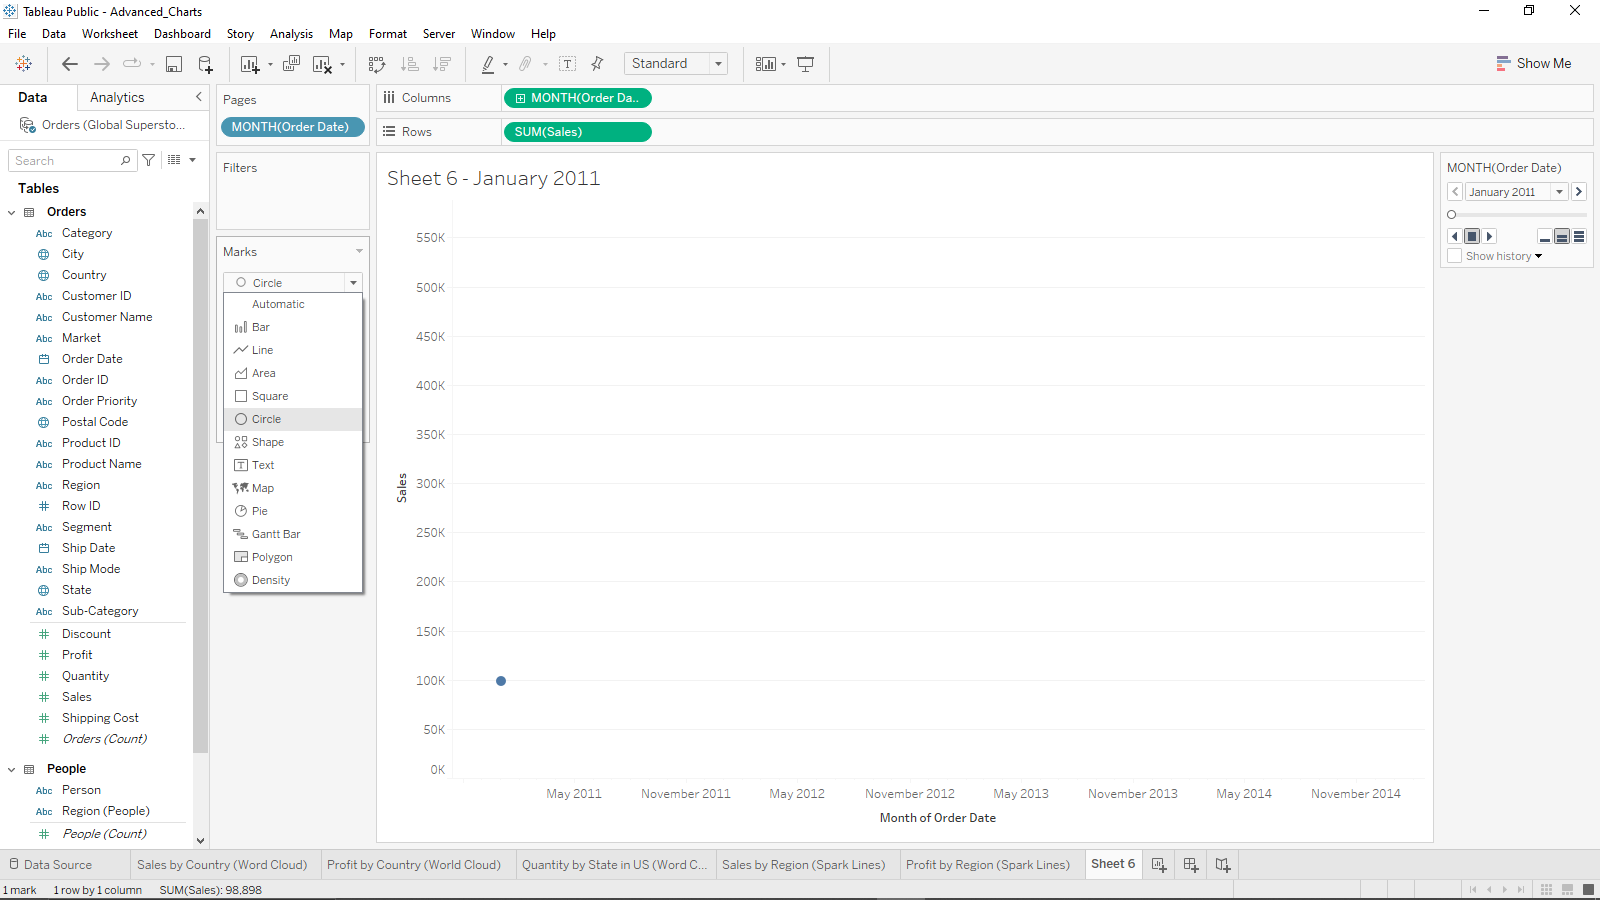 Tableau Public - Advanced_Charts
File Data Worksheet Dashboard Story Analysis Map Format Server Window Help
Standard
Show Me
Data Analytics
Orders (Global Supersto...
Search
Tables
Orders
Abc Category
City
Country
Abc Customer ID
Abc Customer Name
Abc Market
Order Date
Abc Order ID
Abc Order Priority
Postal Code
Abc Product ID
Abc Product Name
Abc Region
# Row ID
Abc Segment
Ship Date
Abc Ship Mode
State
Abc Sub-Category
# Discount
# Profit
# Quantity
# Sales
# Shipping Cost
# Orders (Count)
People
Abc Person
Abc Region (People)
# People (Count)
Pages
MONTH(Order Date)
Filters
Marks
Circle
Automatic
Bar
Line
Area
Square
Circle
Shape
Text
Map
Pie
Gantt Bar
Polygon
Density
Columns MONTH(Order Da..
Rows SUM(Sales)
Sheet 6 - January 2011
550K
500K
450K
400K
350K
300K
250K
200K
150K
100K
50K
0K
Sales
May 2011 November 2011 May 2012 November 2012 May 2013 November 2013 May 2014 November 2014
Month of Order Date
MONTH(Order Date)
January 2011
Show history
Data Source Sales by Country (Word Cloud) Profit by Country (World Cloud) Quantity by State in US (Word C... Sales by Region (Spark Lines) Profit by Region (Spark Lines) Sheet 6
1 mark 1 row by 1 column SUM(Sales): 98,898